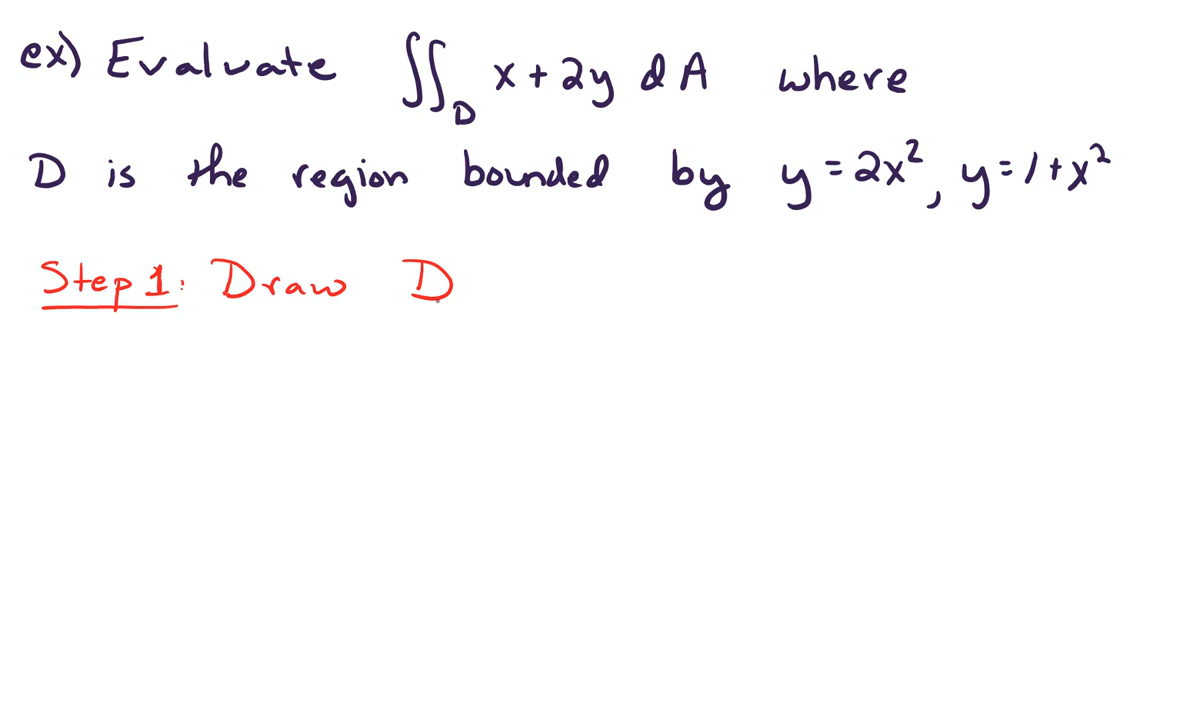 ex) Evaluate ∬_D x + 2y dA where
D is the region bounded by y = 2x², y = 1 + x²
Step 1: Draw D